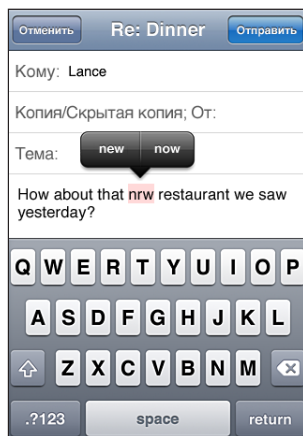 Отменить Re: Dinner Отправить
Кому: Lance
Копия/Скрытая копия; От:
Тема:
new now
How about that nrw restaurant we saw
yesterday?
Q W E R T Y U I O P
A S D F G H J K L
Z X C V B N M
.?123 space return